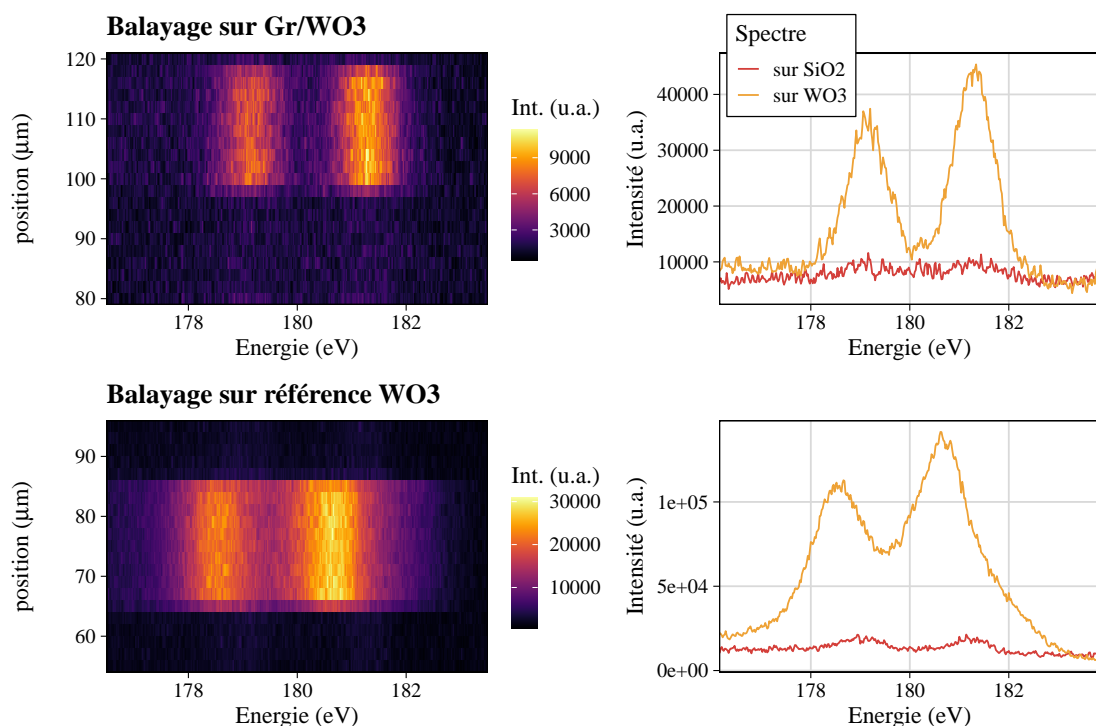 Balayage sur Gr/WO3
position (µm)
120
110
100
90
80
178
180
182
Energie (eV)
Int. (u.a.)
9000
6000
3000
Spectre
sur SiO2
sur WO3
Intensité (u.a.)
40000
30000
20000
10000
178
180
182
Energie (eV)
Balayage sur référence WO3
position (µm)
90
80
70
60
178
180
182
Energie (eV)
Int. (u.a.)
30000
20000
10000
Intensité (u.a.)
1e+05
5e+04
0e+00
178
180
182
Energie (eV)